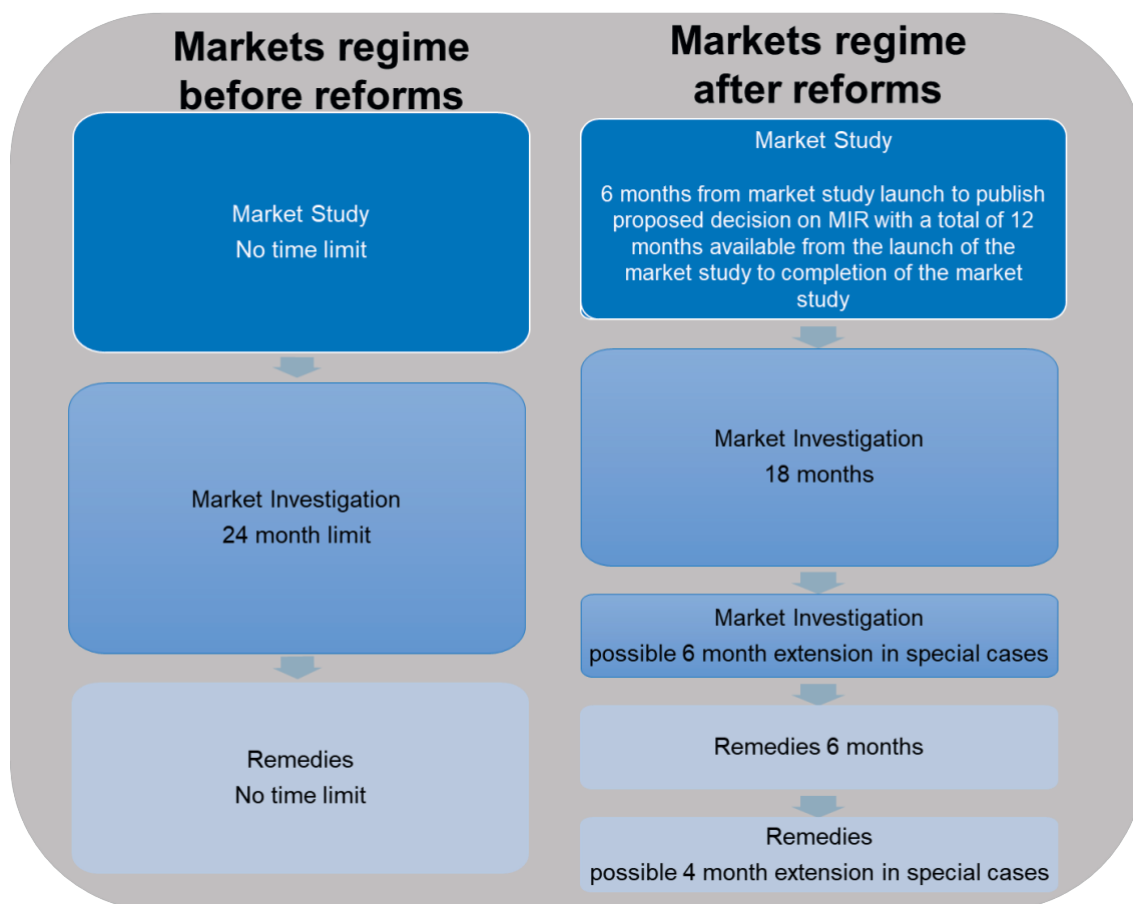 Markets regime
before reforms
Market Study
No time limit
Market Investigation
24 month limit
Remedies
No time limit
Markets regime
after reforms
Market Study
6 months from market study launch to publish
proposed decision on MIR with a total of 12
months available from the launch of the
market study to completion of the market
study
Market Investigation
18 months
Market Investigation
possible 6 month extension in special cases
Remedies 6 months
Remedies
possible 4 month extension in special cases